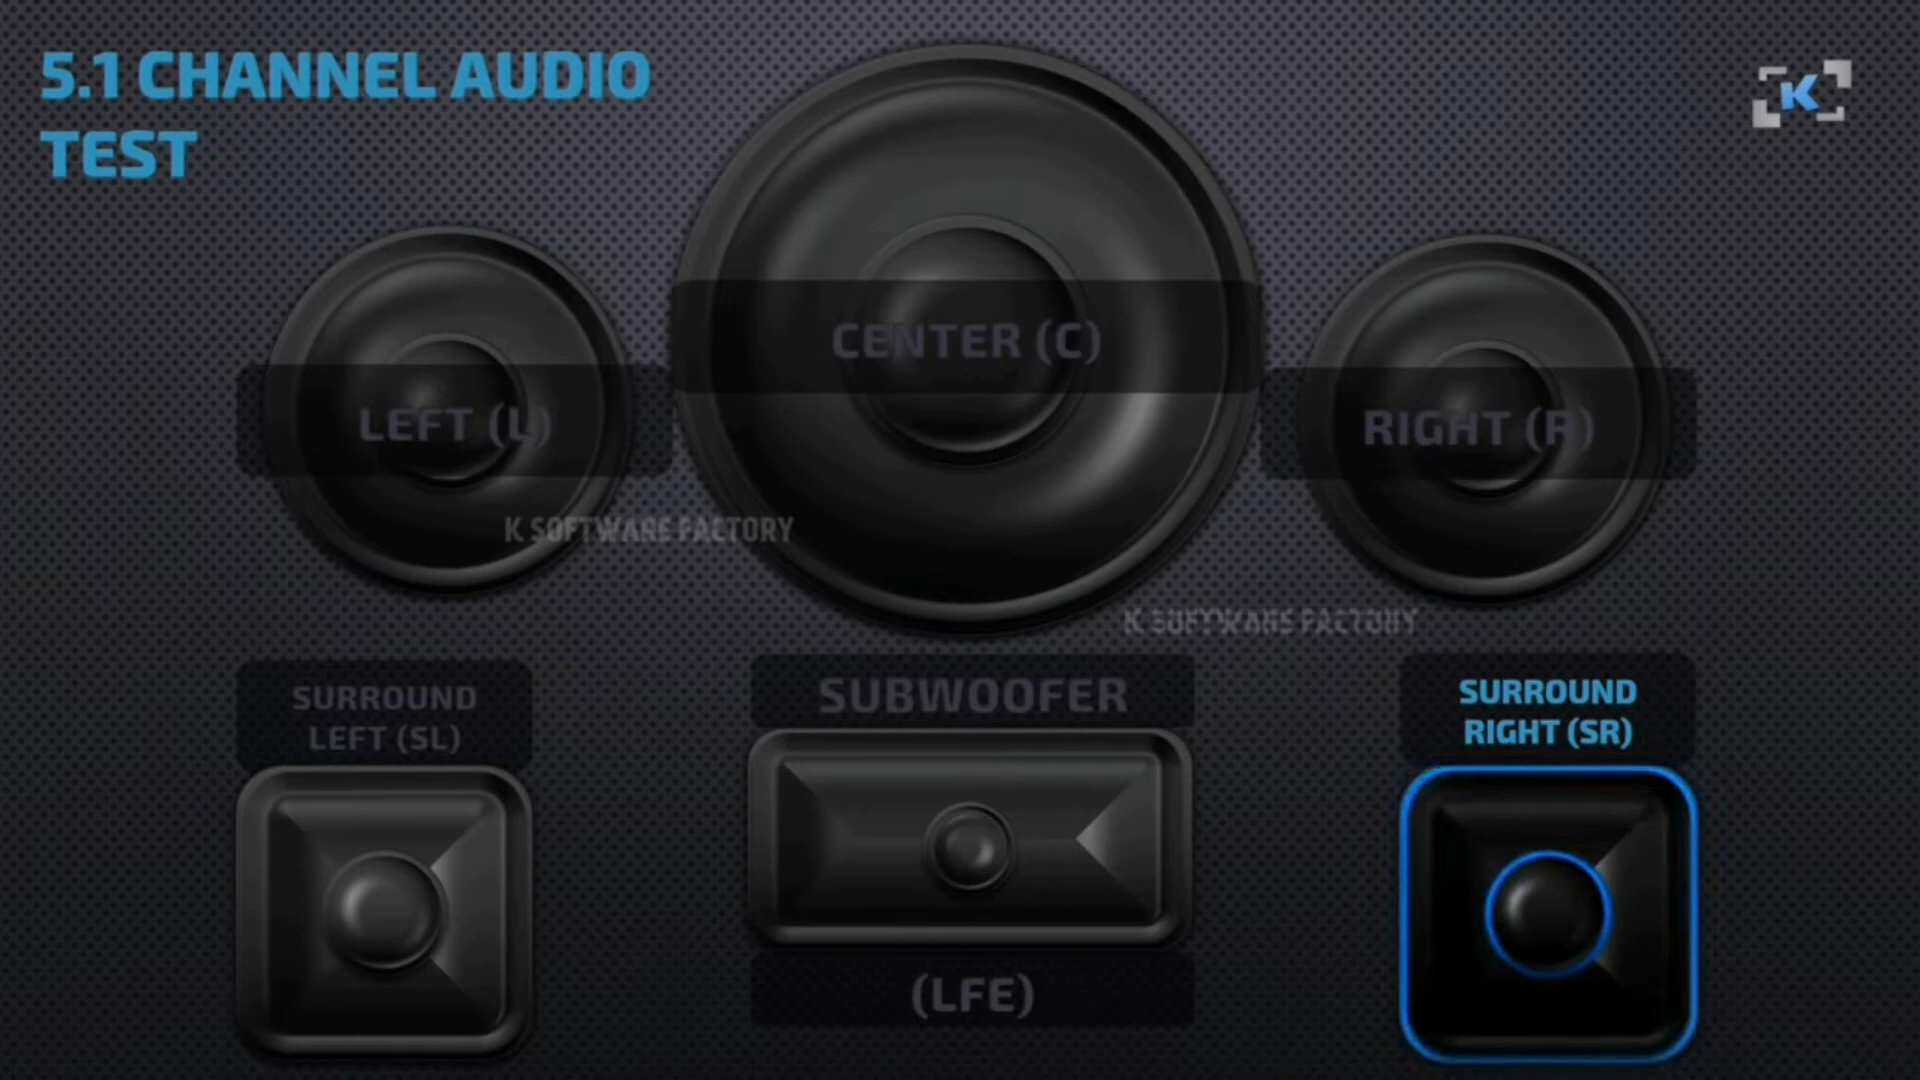 5.1 CHANNEL AUDIO
TEST
K
CENTER (C)
LEFT (L)
RIGHT (R)
K SOFTWARE FACTORY
K SOFTWARE FACTORY
SURROUND
LEFT (SL)
SUBWOOFER
SURROUND
RIGHT (SR)
(LFE)